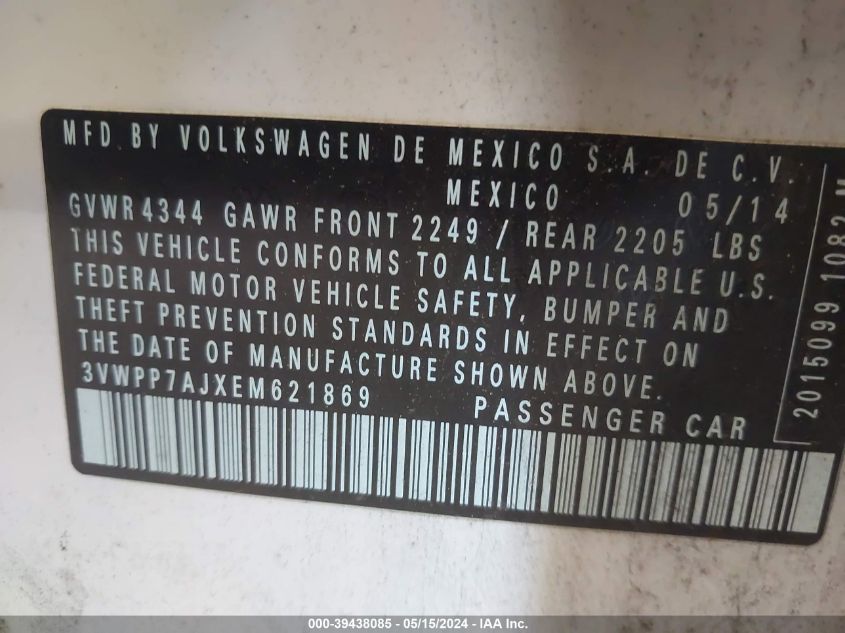 MFD. BY VOLKSWAGEN DE MEXICO S.A. DE C.V.
MEXICO 05/14
GVWR 4344 GAWR FRONT 2249 / REAR 2205 LBS
THIS VEHICLE CONFORMS TO ALL APPLICABLE U.S.
FEDERAL MOTOR VEHICLE SAFETY, BUMPER AND
THEFT PREVENTION STANDARDS IN EFFECT ON
THE DATE OF MANUFACTURE SHOWN ABOVE.
3VWPP7AJXEM621869 PASSENGER CAR
2015099 1082 M
000-39438085 - 05/15/2024 - IAA Inc.